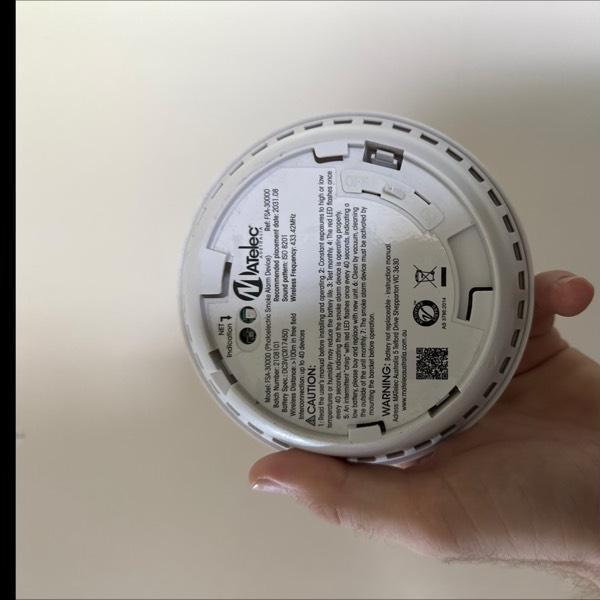 MATelec
AUSTRALIA
NET
Indication
Model: FSA-30000 (Photoelectric Smoke Alarm Device) Ref: FSA-30000
Batch Number: 2108101 Recommended placement date: 2031.08
Battery Spec: DC3V(CR17450) Sound pattern: ISO 8201
Wireless Distance: >100m in free field Wireless Frequency: 433.42MHz
Interconnection: up to 40 devices
CAUTION:
1: Read the user's manual before installing and operating. 2: Constant exposures to high or low
temperatures or humidity may reduce the battery life. 3: Test monthly. 4: The red LED flashes once
every 40 seconds, indicating that the smoke alarm device is operating properly.
5: An intermittent "chirp" with red LED flashes once every 40 seconds, indicating a
low battery, please buy and replace with new unit. 6: Clean by vacuum, cleaning
the outside of the unit monthly. 7: The smoke alarm device must be activated by
mounting the bracket before operation.
WARNING: Battery not replaceable - instruction manual.
Adress: MATelec Australia (5 Telford Drive Shepparton VIC 3630
www.matelecaustralia.com.au
AS 3786:2014
OFF